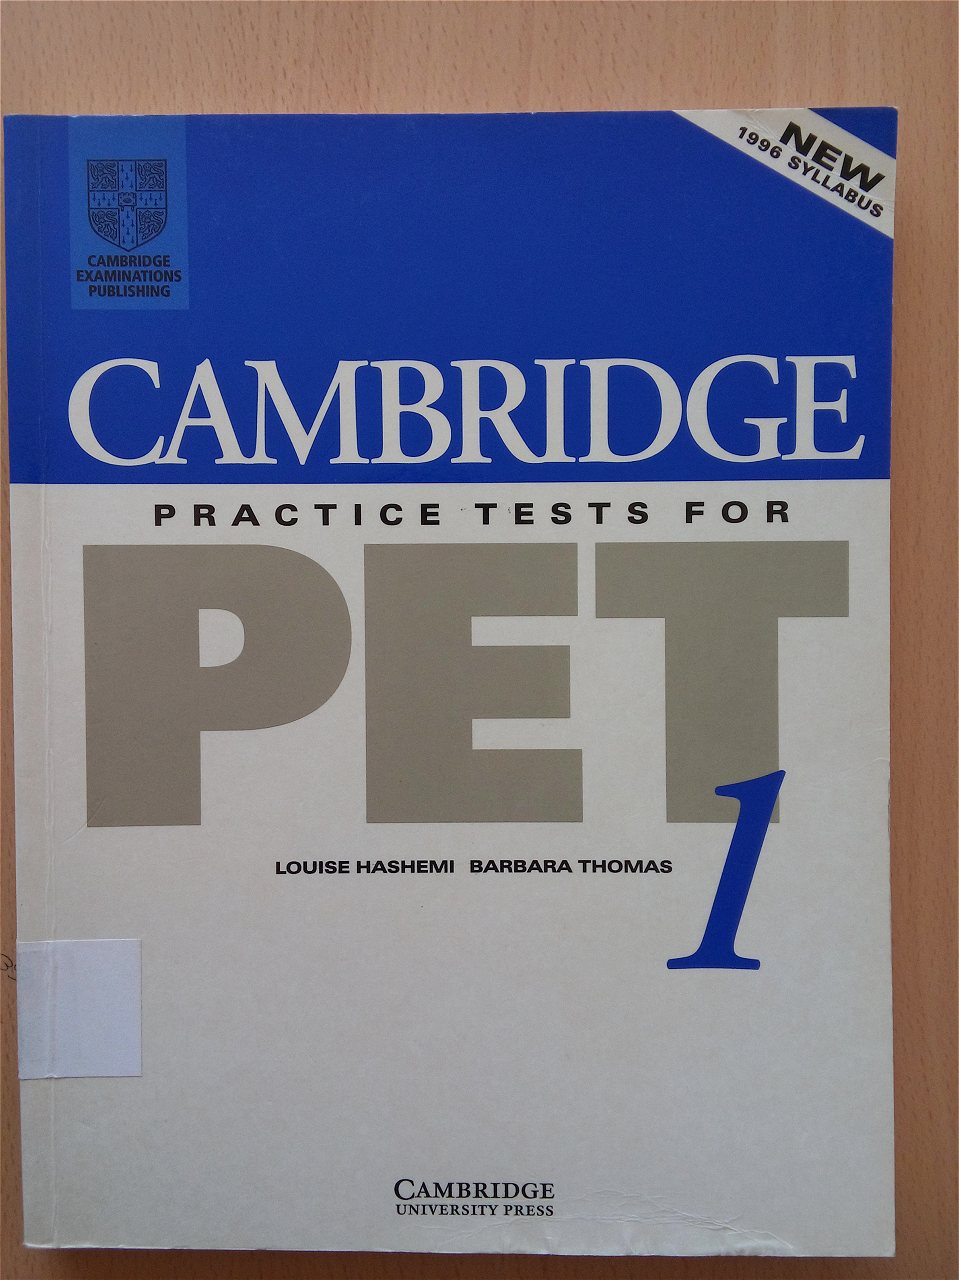 NEW
1996 SYLLABUS
CAMBRIDGE
EXAMINATIONS
PUBLISHING
CAMBRIDGE
PRACTICE TESTS FOR
PET
1
LOUISE HASHEMI BARBARA THOMAS
CAMBRIDGE
UNIVERSITY PRESS